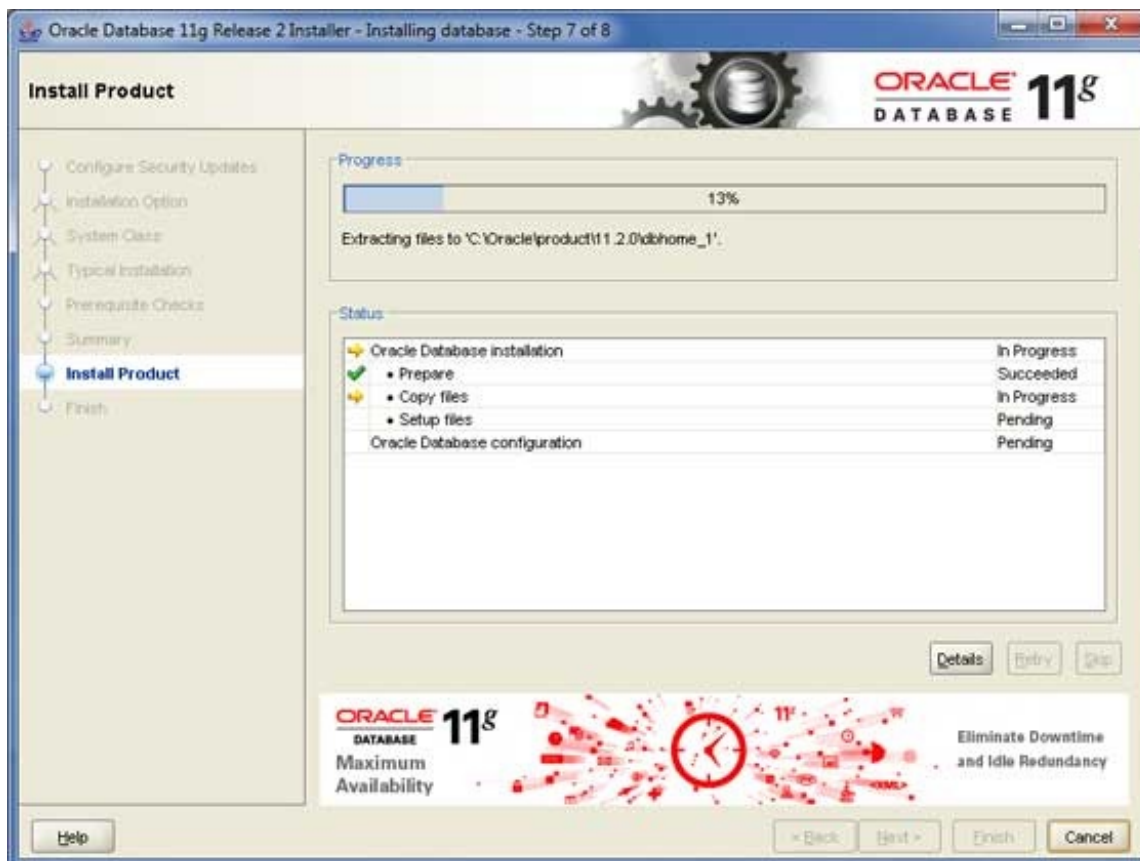 Oracle Database 11g Release 2 Installer - Installing database - Step 7 of 8
Install Product
ORACLE DATABASE 11g
Configure Security Updates
Installation Option
System Class
Typical Installation
Prerequisite Checks
Summary
Install Product
Finish
Progress
13%
Extracting files to 'C:\Oracle\product\11.2.0\dbhome_1'.
Status
Oracle Database installation In Progress
• Prepare Succeeded
• Copy files In Progress
• Setup files Pending
Oracle Database configuration Pending
Details Retry Skip
ORACLE DATABASE 11g
Maximum
Availability
11g
<XML>
Eliminate Downtime
and Idle Redundancy
Help < Back Next > Finish Cancel